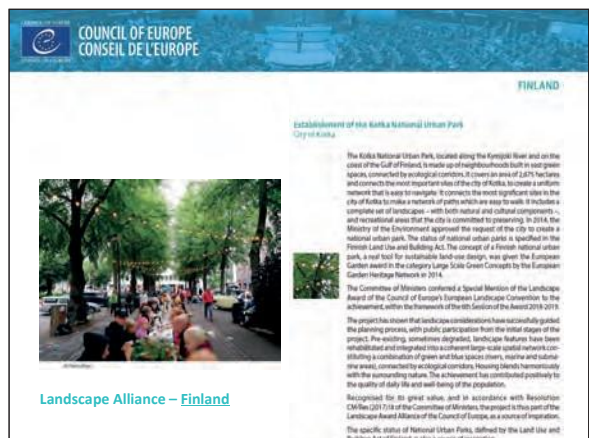 COUNCIL OF EUROPE
CONSEIL DE L'EUROPE
FINLAND
Establishment of the Kotka National Urban Park
City of Kotka
The Kotka National Urban Park, located along the Kymijoki River and on the
coast of the Gulf of Finland, is made up of neighbourhoods built in vast green
spaces, connected by ecological corridors. It covers an area of 2,675 hectares
and connects the most important sites of the city of Kotka, to create a uniform
network that is easy to navigate. It connects the most significant sites in the
city of Kotka to make a network of paths which are easy to walk. It includes a
complete set of landscapes – with both natural and cultural components –,
and recreational areas that the city is committed to preserving. In 2014, the
Ministry of the Environment approved the request of the city to create a
national urban park. The status of national urban parks is specified in the
Finnish Land Use and Building Act. The concept of a Finnish national urban
park, a real tool for sustainable land-use design, was given the European
Garden Award in the category Large Scale Green Concepts by the European
Garden Heritage Network in 2014.
The Committee of Ministers conferred a Special Mention of the Landscape
Award of the Council of Europe's European Landscape Convention to the
achievement, within the framework of the 6th Session of the Award 2018-2019.
The project has shown that landscape considerations have successfully guided
the planning process, with public participation from the initial stages of the
project. Pre-existing, sometimes degraded, landscape features have been
rehabilitated and integrated into a coherent large-scale spatial network con-
stituting a combination of green and blue spaces (rivers, marine and subma-
rine areas), connected by ecological corridors. Housing blends harmoniously
with the surrounding nature. The achievement has contributed positively to
the quality of daily life and well-being of the population.
Recognised for its great value, and in accordance with Resolution
CM/Res (2017)18 of the Committee of Ministers, the project is thus part of the
Landscape Award Alliance of the Council of Europe, as a source of inspiration.
The specific status of National Urban Parks, defined by the Land Use and
Landscape Alliance – Finland